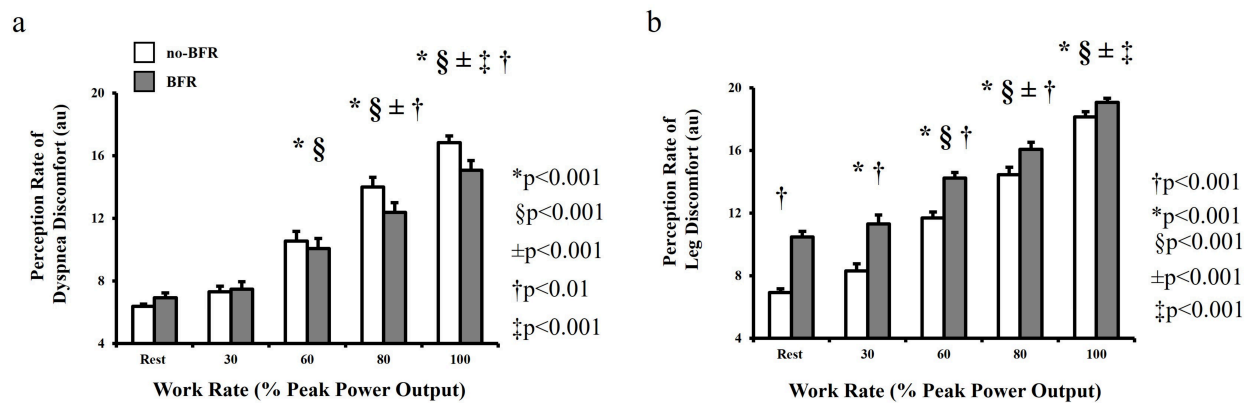 a
no-BFR
BFR
Perception Rate of
Dyspnea Discomfort (au)
20
16
12
8
4
* §
* § ± †
* § ± ‡ †
*p<0.001
§p<0.001
±p<0.001
†p<0.01
‡p<0.001
Rest 30 60 80 100
Work Rate (% Peak Power Output)
b
Perception Rate of
Leg Discomfort (au)
20
16
12
8
4
†
* †
* § †
* § ± †
* § ± ‡
†p<0.001
*p<0.001
§p<0.001
±p<0.001
‡p<0.001
Rest 30 60 80 100
Work Rate (% Peak Power Output)